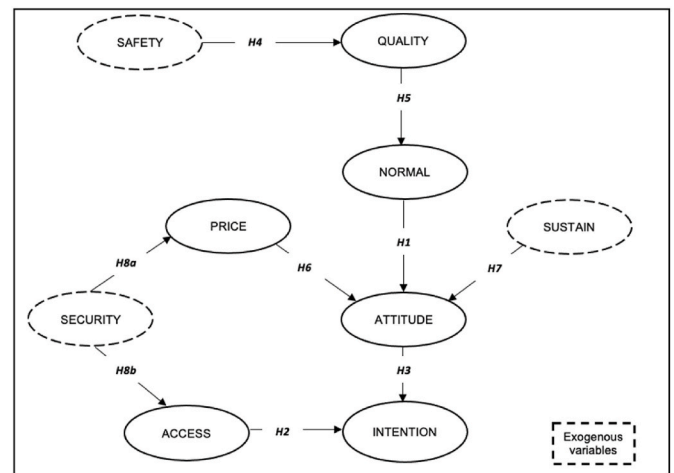 SAFETY
H4
QUALITY
H5
NORMAL
PRICE
SUSTAIN
H1
H8a
H6
H7
SECURITY
ATTITUDE
H8b
H3
ACCESS
H2
INTENTION
Exogenous
variables